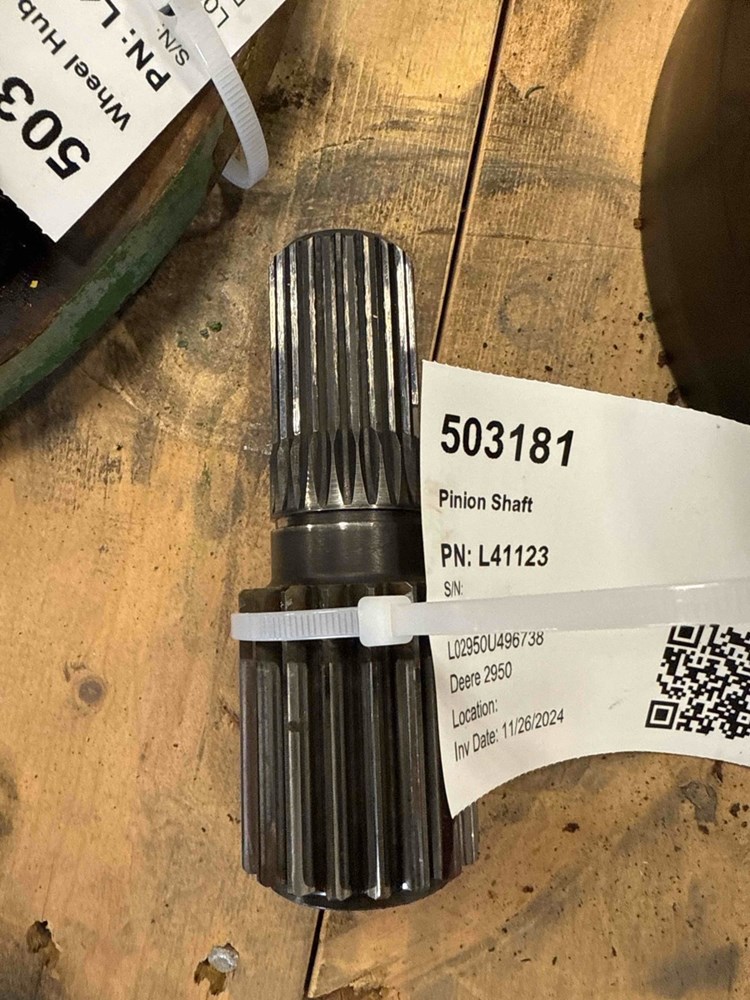 503
Wheel Hub
PN: L
S/N:
503181
Pinion Shaft
PN: L41123
S/N:
L02950U496738
Deere 2950
Location:
Inv Date: 11/26/2024